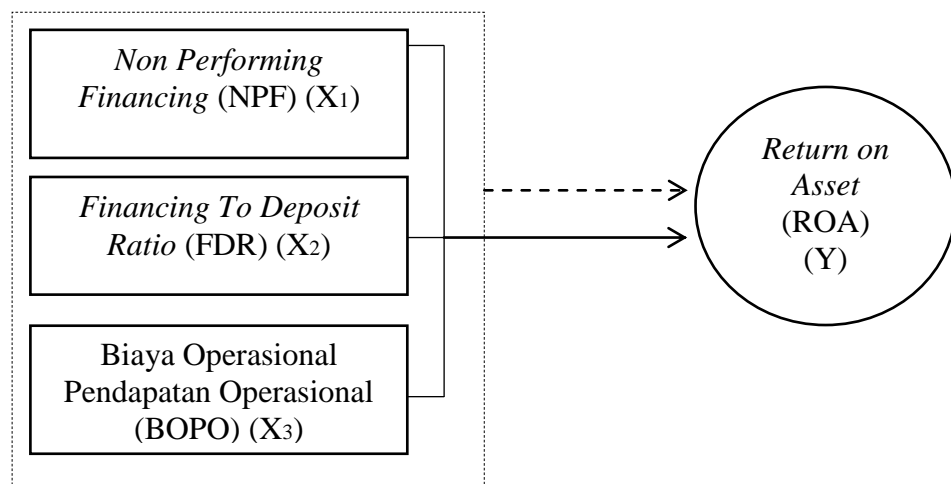 Non Performing
Financing (NPF) (X1)
Financing To Deposit
Ratio (FDR) (X2)
Biaya Operasional
Pendapatan Operasional
(BOPO) (X3)
Return on
Asset
(ROA)
(Y)